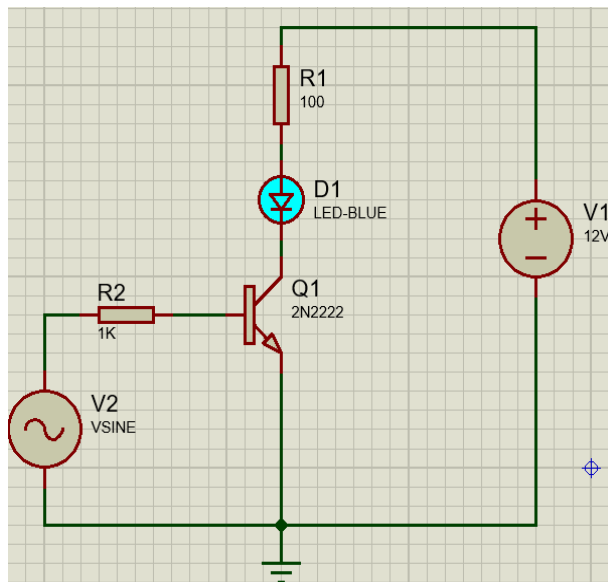 R1
100
D1
LED-BLUE
V1
12V
R2
1K
Q1
2N2222
V2
VSINE